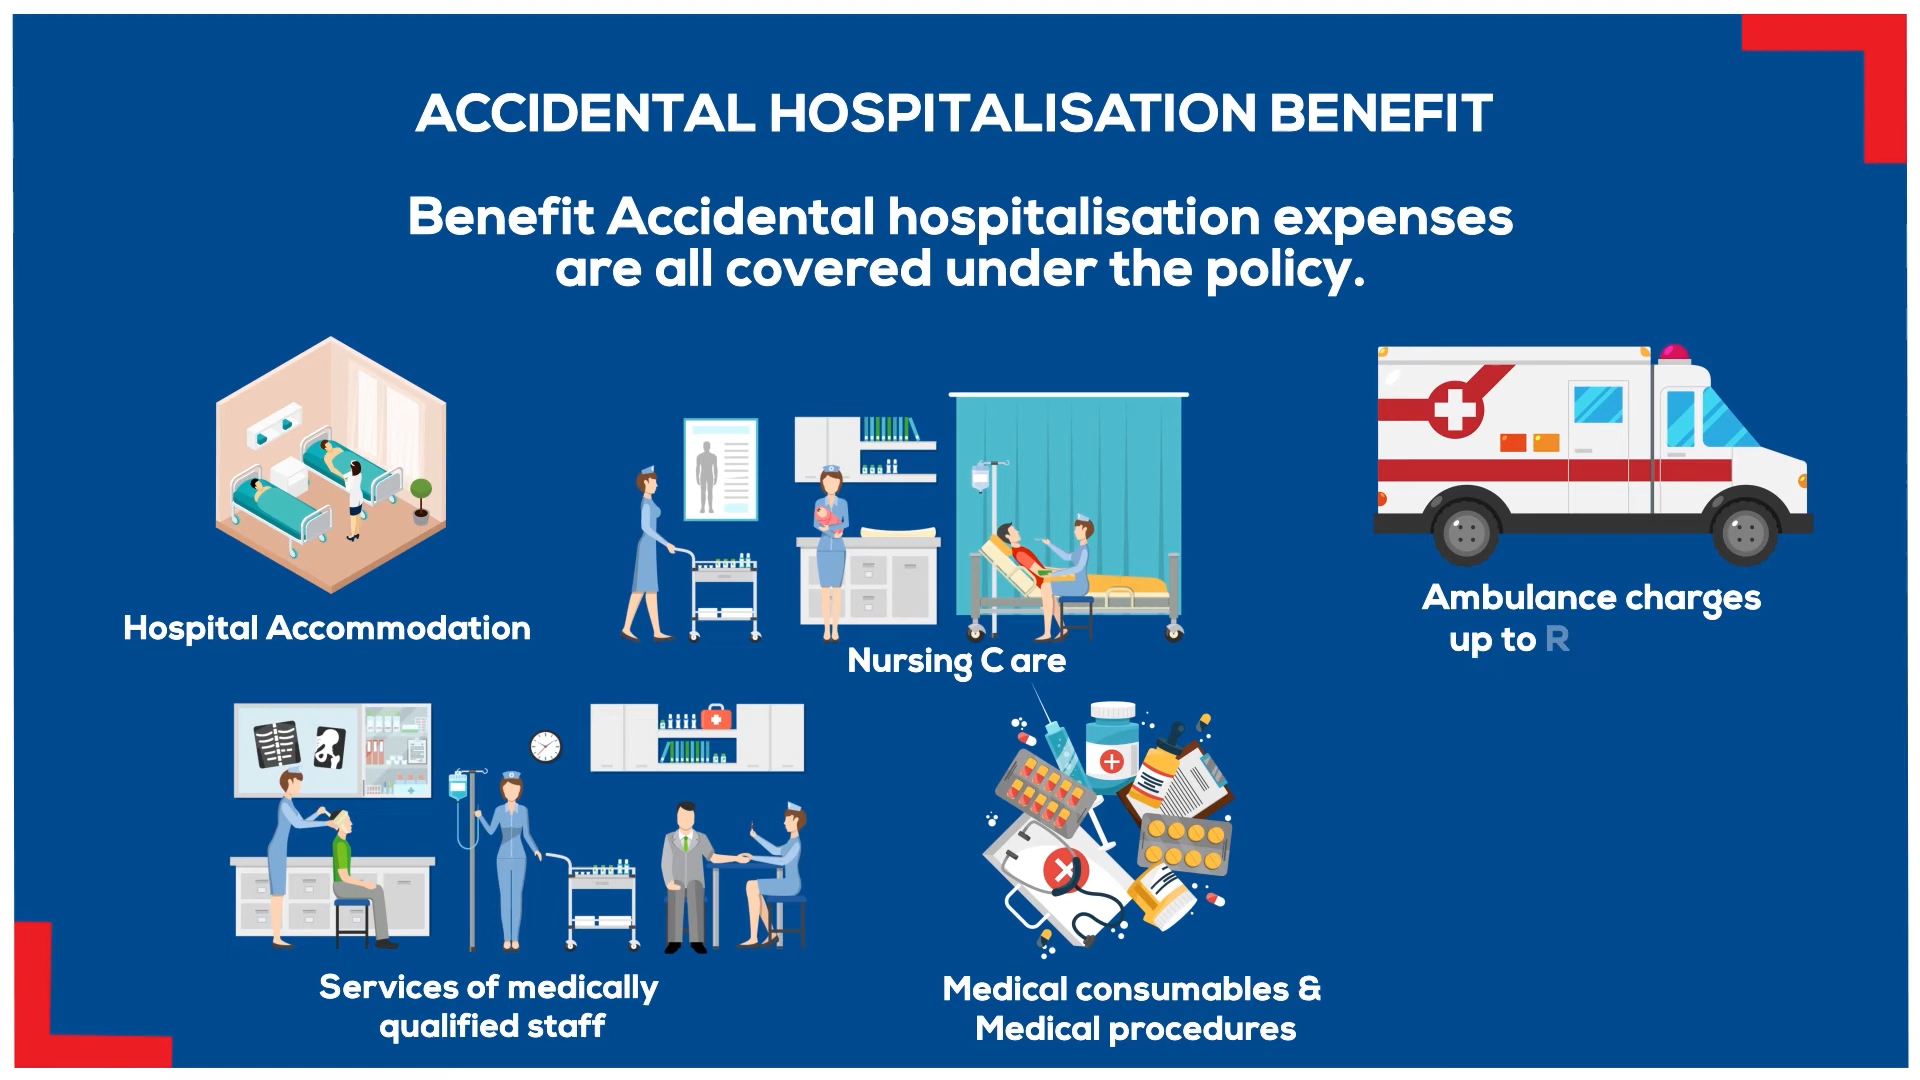 ACCIDENTAL HOSPITALISATION BENEFIT
Benefit Accidental hospitalisation expenses
are all covered under the policy.
Hospital Accommodation
Nursing C are
Ambulance charges
up to R
Services of medically
qualified staff
Medical consumables &
Medical procedures